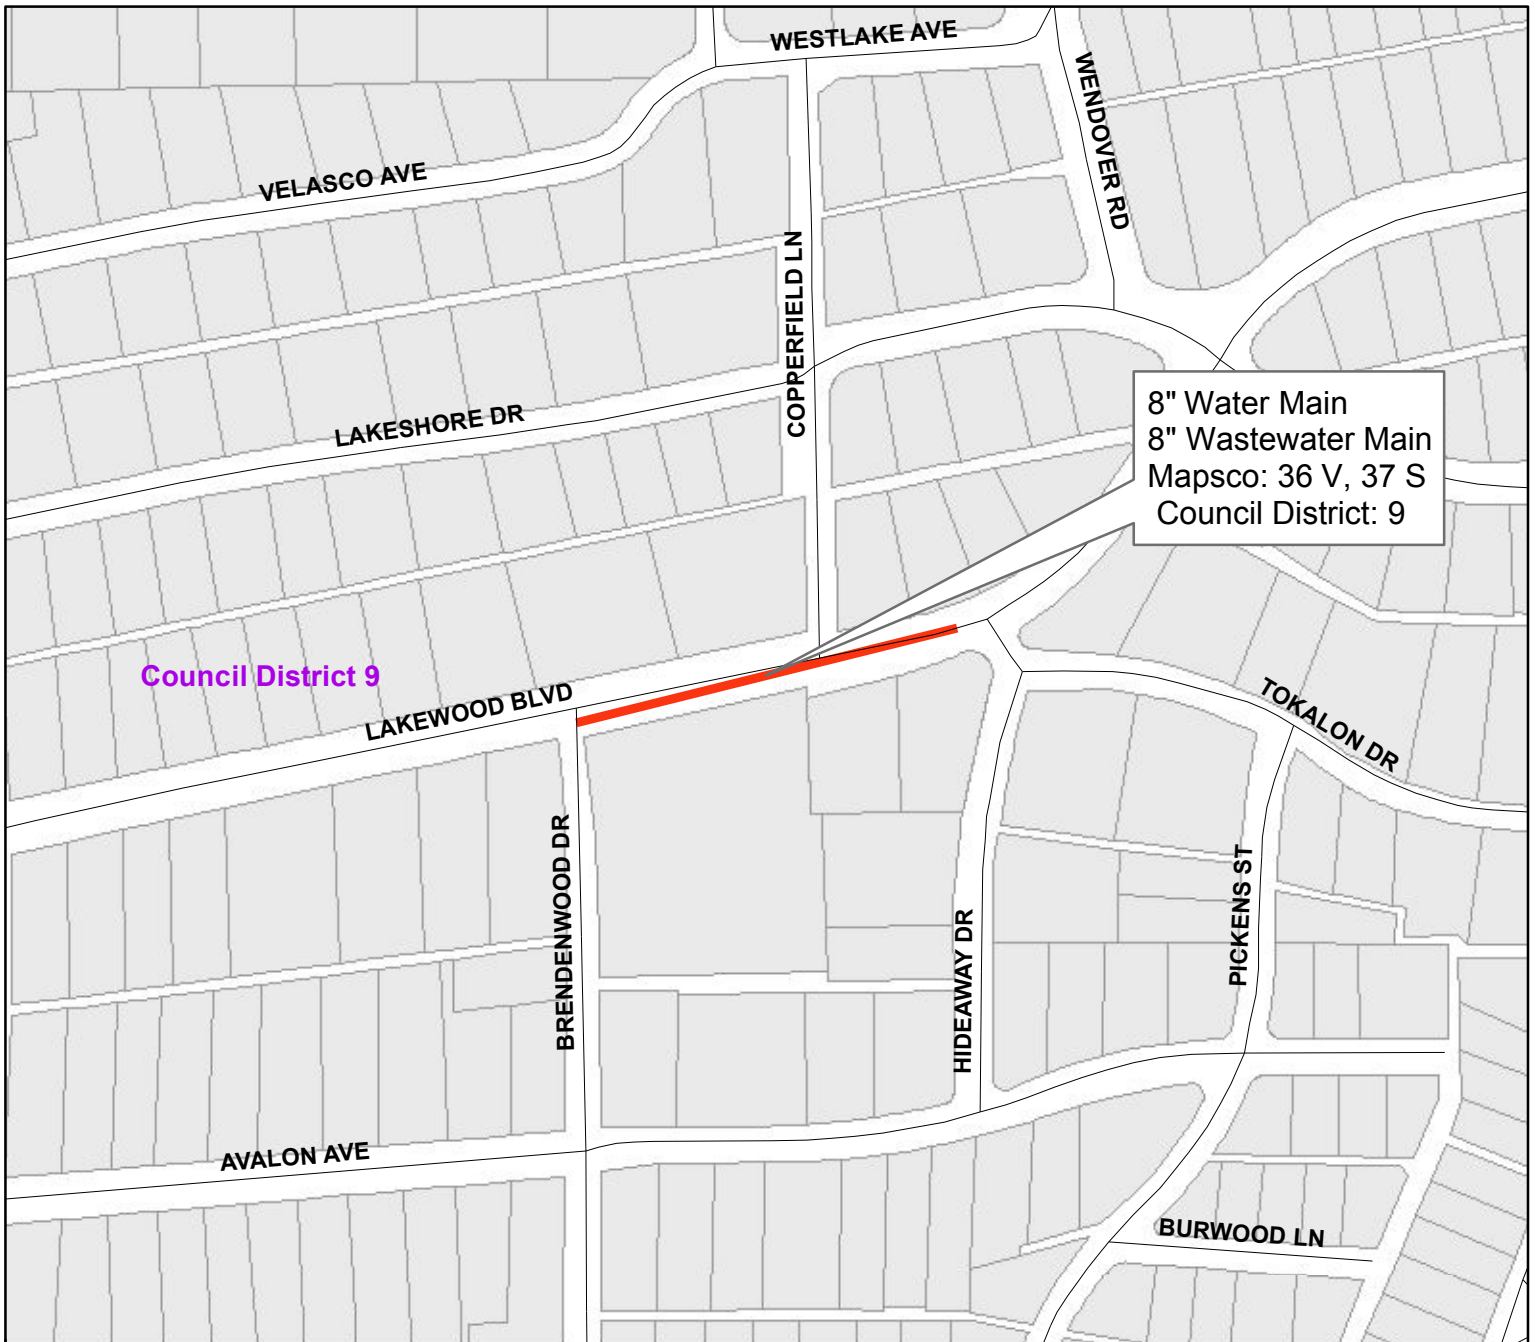 WESTLAKE AVE
WENDOVER RD
VELASCO AVE
COPPERFIELD LN
LAKESHORE DR
8" Water Main
8" Wastewater Main
Mapsco: 36 V, 37 S
Council District: 9
Council District 9
LAKEWOOD BLVD
TOKALON DR
BRENDENWOOD DR
PICKENS ST
HIDEAWAY DR
AVALON AVE
BURWOOD LN